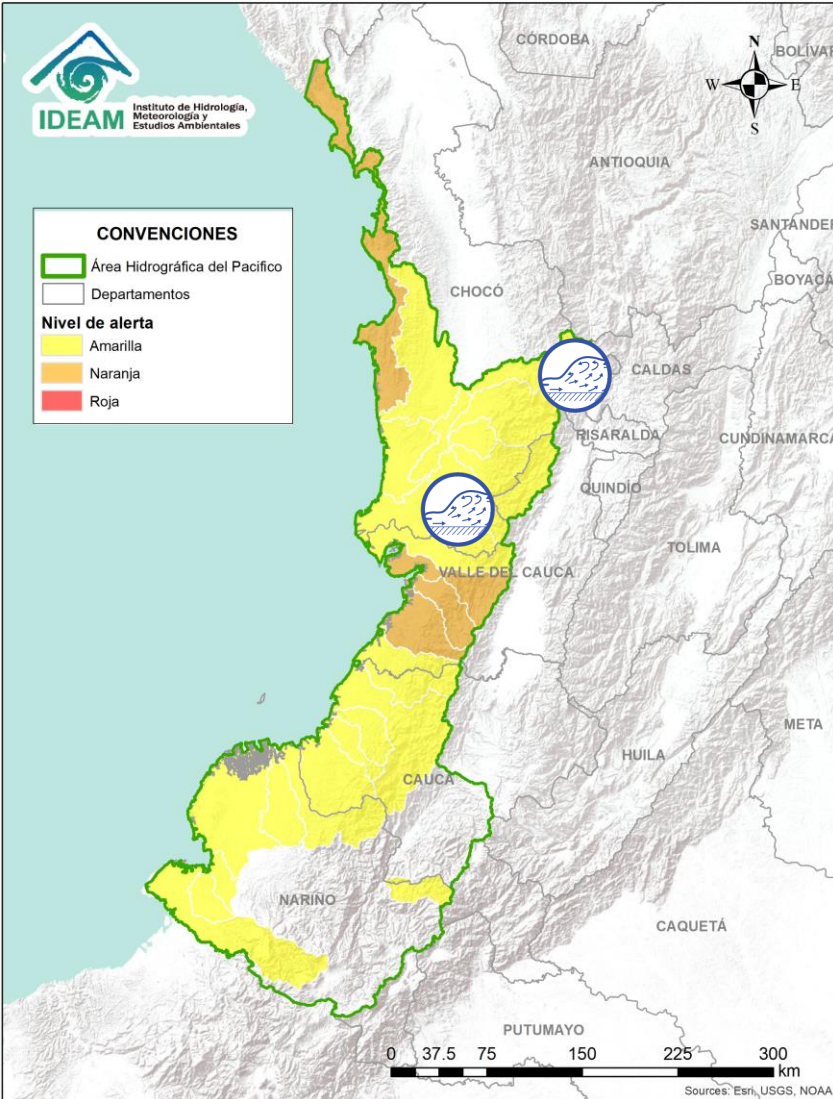 IDEAM
Instituto de Hidrología,
Meteorología y
Estudios Ambientales
N
W
E
S
CONVENCIONES
Área Hidrográfica del Pacifico
Departamentos
Nivel de alerta
Amarilla
Naranja
Roja
CÓRDOBA
BOLÍVAR
ANTIOQUIA
SANTANDER
BOYACÁ
CHOCÓ
CALDAS
RISARALDA
CUNDINAMARCA
QUINDÍO
TOLIMA
VALLE DEL CAUCA
META
HUILA
CAUCA
NARIÑO
CAQUETÁ
PUTUMAYO
0 37.5 75 150 225 300
km
Sources: Esri, USGS, NOAA